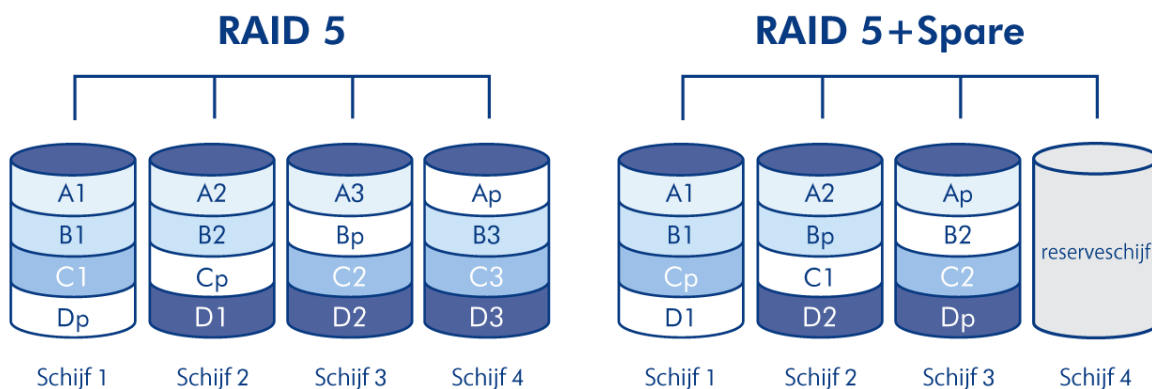 RAID 5
A1 A2 A3 Ap
B1 B2 Bp B3
C1 Cp C2 C3
Dp D1 D2 D3
Schijf 1 Schijf 2 Schijf 3 Schijf 4
RAID 5+Spare
A1 A2 Ap
B1 Bp B2
reserveschijf
Cp C1 C2
D1 D2 Dp
Schijf 1 Schijf 2 Schijf 3 Schijf 4